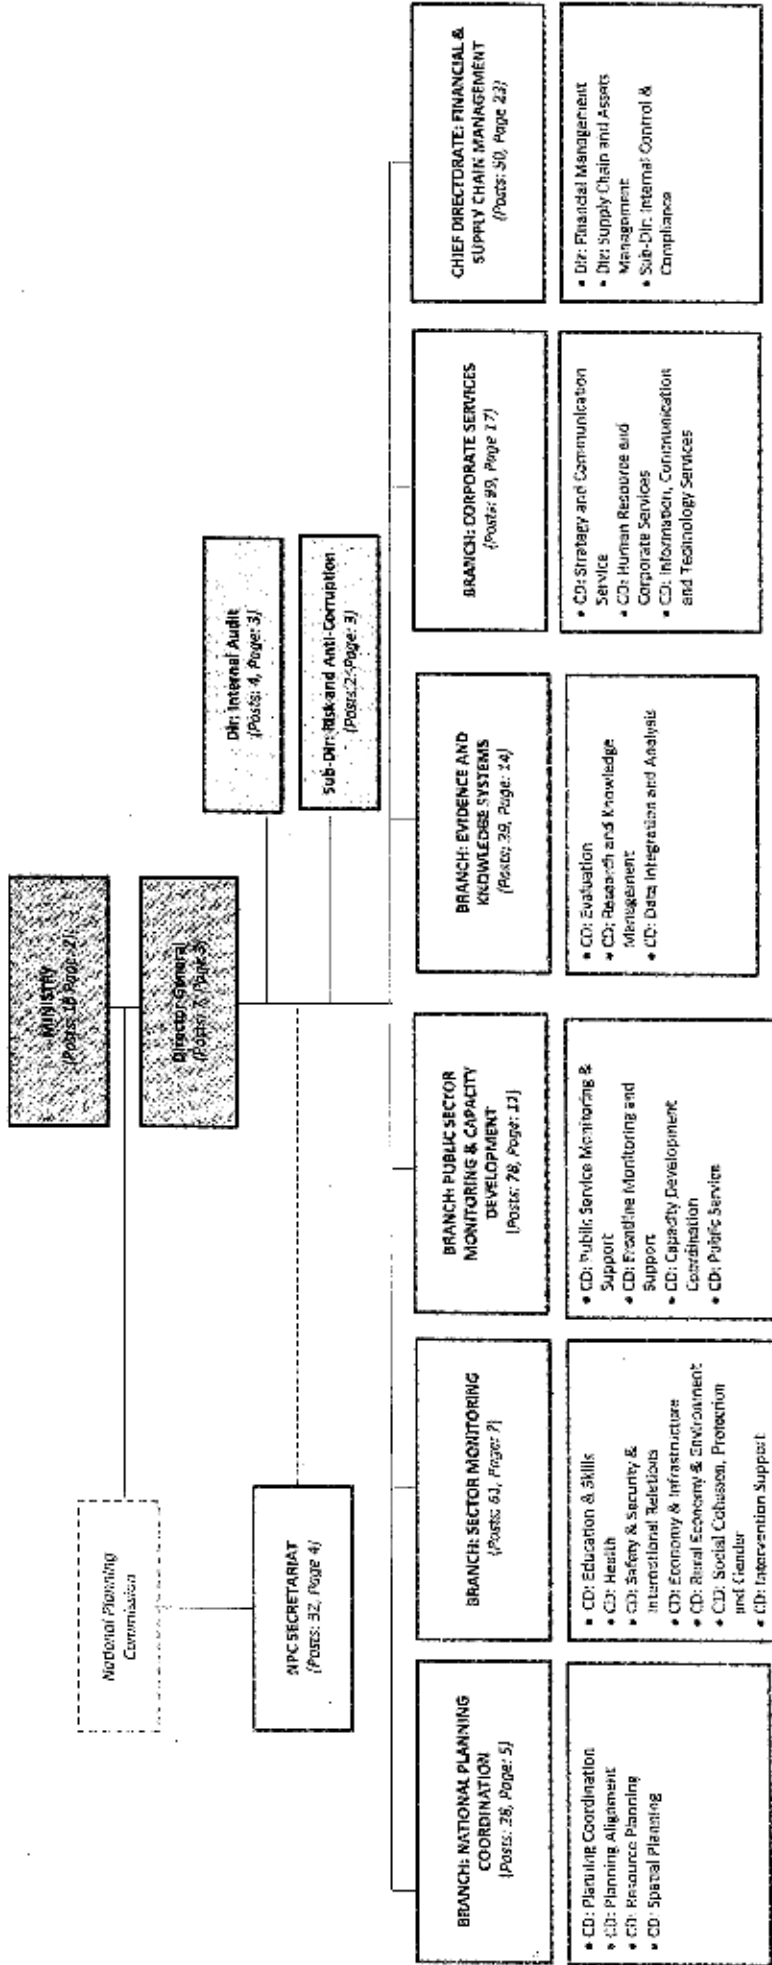 MINISTRY
(Posts: 18 Page: 2)
Director-General
(Posts: 7, Page 3)
National Planning
Commission
NPC SECRETARIAT
(Posts: 32, Page 4)
Dir: Internal Audit
(Posts: 4, Page: 3)
Sub-Dir: Risk and Anti-Corruption
(Posts: 2, Page: 3)
BRANCH: NATIONAL PLANNING
COORDINATION
(Posts: 28, Page: 5)
• CD: Planning Coordination
• CD: Planning Alignment
• CD: Resource Planning
• CD: Spatial Planning
BRANCH: SECTOR MONITORING
(Posts: 61, Page: 7)
• CD: Education & Skills
• CD: Health
• CD: Safety & Security &
International Relations
• CD: Economy & Infrastructure
• CD: Rural Economy & Environment
• CD: Social Cohesion, Protection
and Gender
• CD: Intervention Support
BRANCH: PUBLIC SECTOR
MONITORING & CAPACITY
DEVELOPMENT
(Posts: 78, Page: 12)
• CD: Public Service Monitoring &
Support
• CD: Frontline Monitoring and
Support
• CD: Capacity Development
Coordination
• CD: Public Service
BRANCH: EVIDENCE AND
KNOWLEDGE SYSTEMS
(Posts: 39, Page: 14)
• CD: Evaluation
• CD: Research and Knowledge
Management
• CD: Data Integration and Analysis
BRANCH: CORPORATE SERVICES
(Posts: 99, Page 17)
• CD: Strategy and Communication
Service
• CD: Human Resource and
Corporate Services
• CD: Information, Communication
and Technology Services
CHIEF DIRECTORATE: FINANCIAL &
SUPPLY CHAIN MANAGEMENT
(Posts: 50, Page 23)
• Dir: Financial Management
• Dir: Supply Chain and Assets
Management
• Sub-Dir: Internal Control &
Compliance